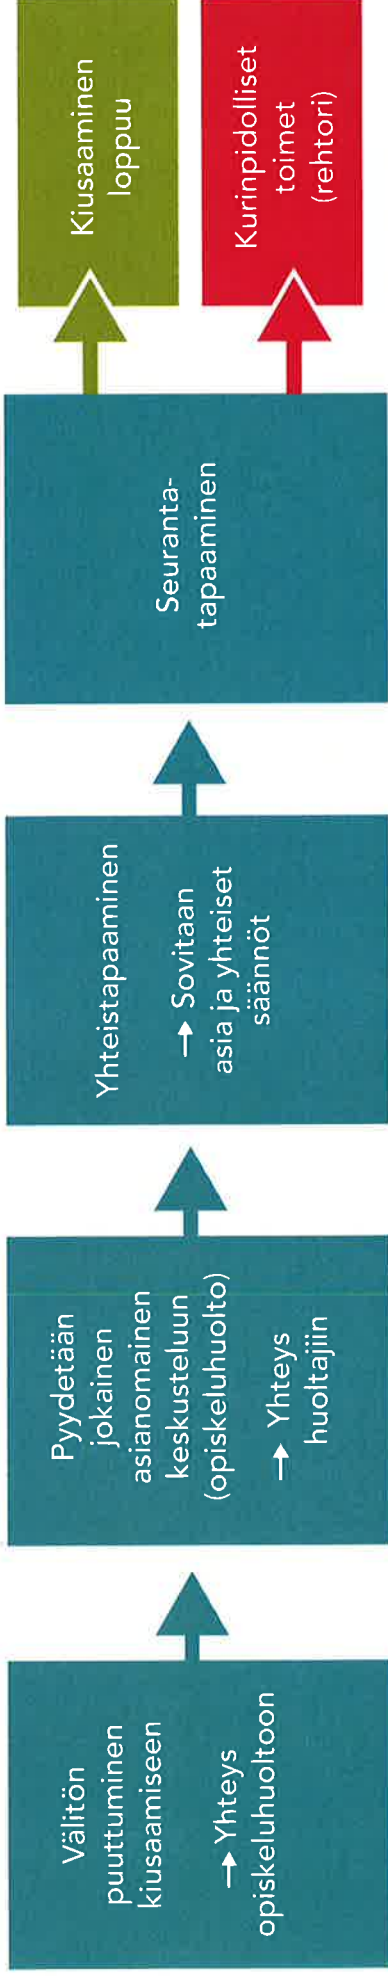 Välitön
puuttuminen
kiusaamiseen
→ Yhteys
opiskeluhuoltoon
Pyydetään
jokainen
asianomainen
keskusteluun
(opiskeluhuolto)
→ Yhteys
huoltajiin
Yhteistapaaminen
→ Sovitaan
asia ja yhteiset
säännöt
Seuranta-
tapaaminen
Kiusaaminen
loppuu
Kurinpidolliset
toimet
(rehtori)